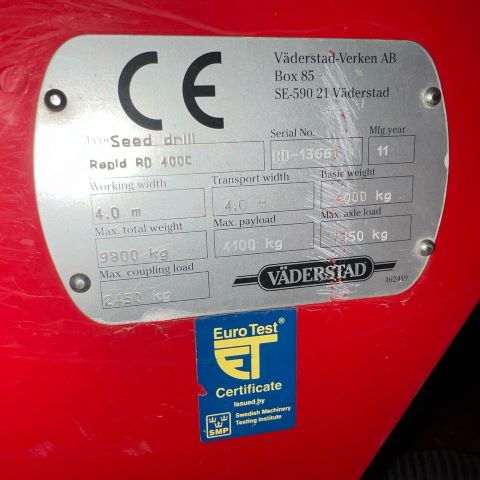 CE
Väderstad-Verken AB
Box 85
SE-590 21 Väderstad
Type Seed drill
Rapid RD 400C
Serial No.
Mfg.year
11
Working width
4.0 m
Transport width
4.0 m
Basic weight
kg
Max. total weight
9800 kg
Max. payload
4100 kg
Max. axle load
kg
Max. coupling load
2450 kg
VÄDERSTAD
462419
Euro Test®
ET
Certificate
Issued by
SMP
Swedish Machinery
Testing Institute